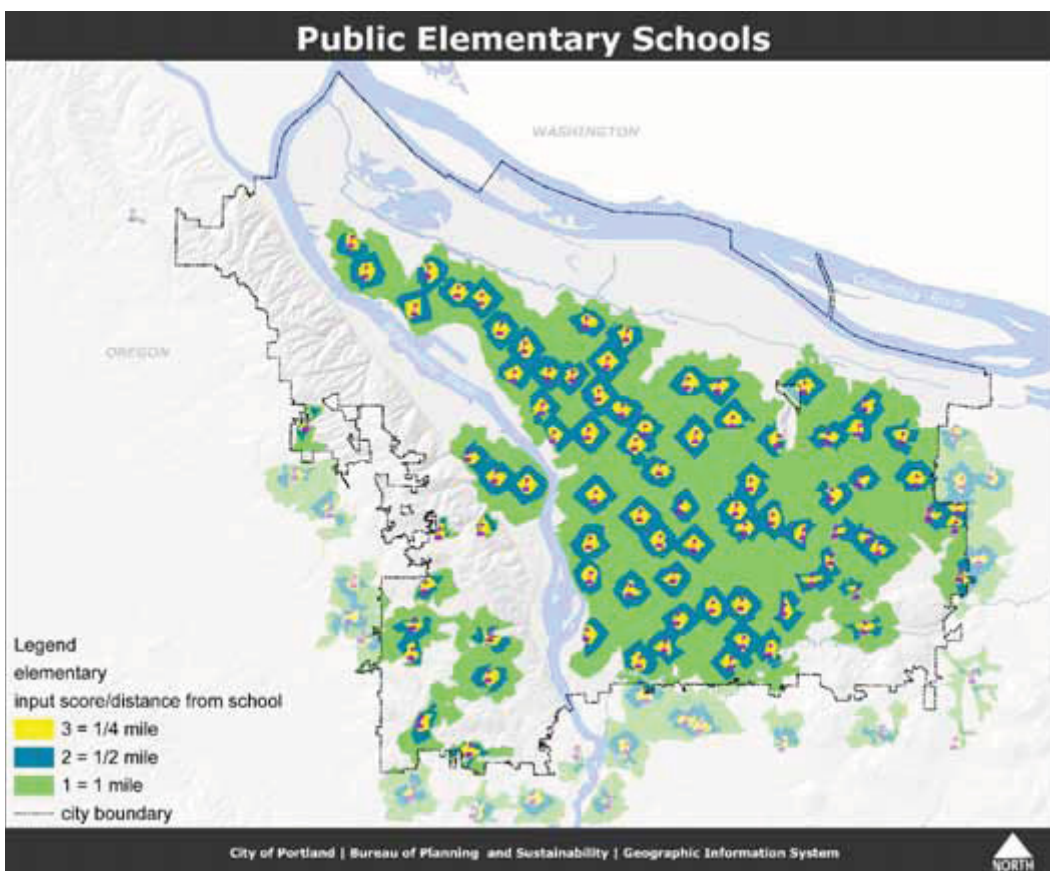 Public Elementary Schools
WASHINGTON
Columbia River
OREGON
Legend
elementary
input score/distance from school
3 = 1/4 mile
2 = 1/2 mile
1 = 1 mile
city boundary
City of Portland | Bureau of Planning and Sustainability | Geographic Information System
NORTH